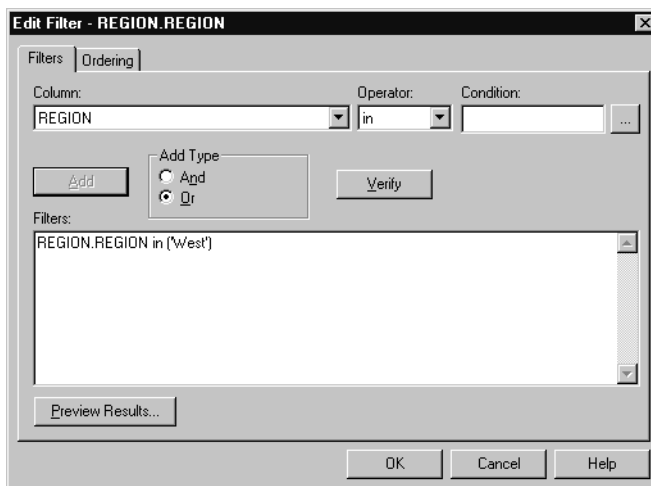 Edit Filter - REGION.REGION
Filters Ordering
Column: Operator: Condition:
REGION in ...
Add Type
Add And Verify
Or
Filters:
REGION.REGION in ('West')
Preview Results...
OK Cancel Help